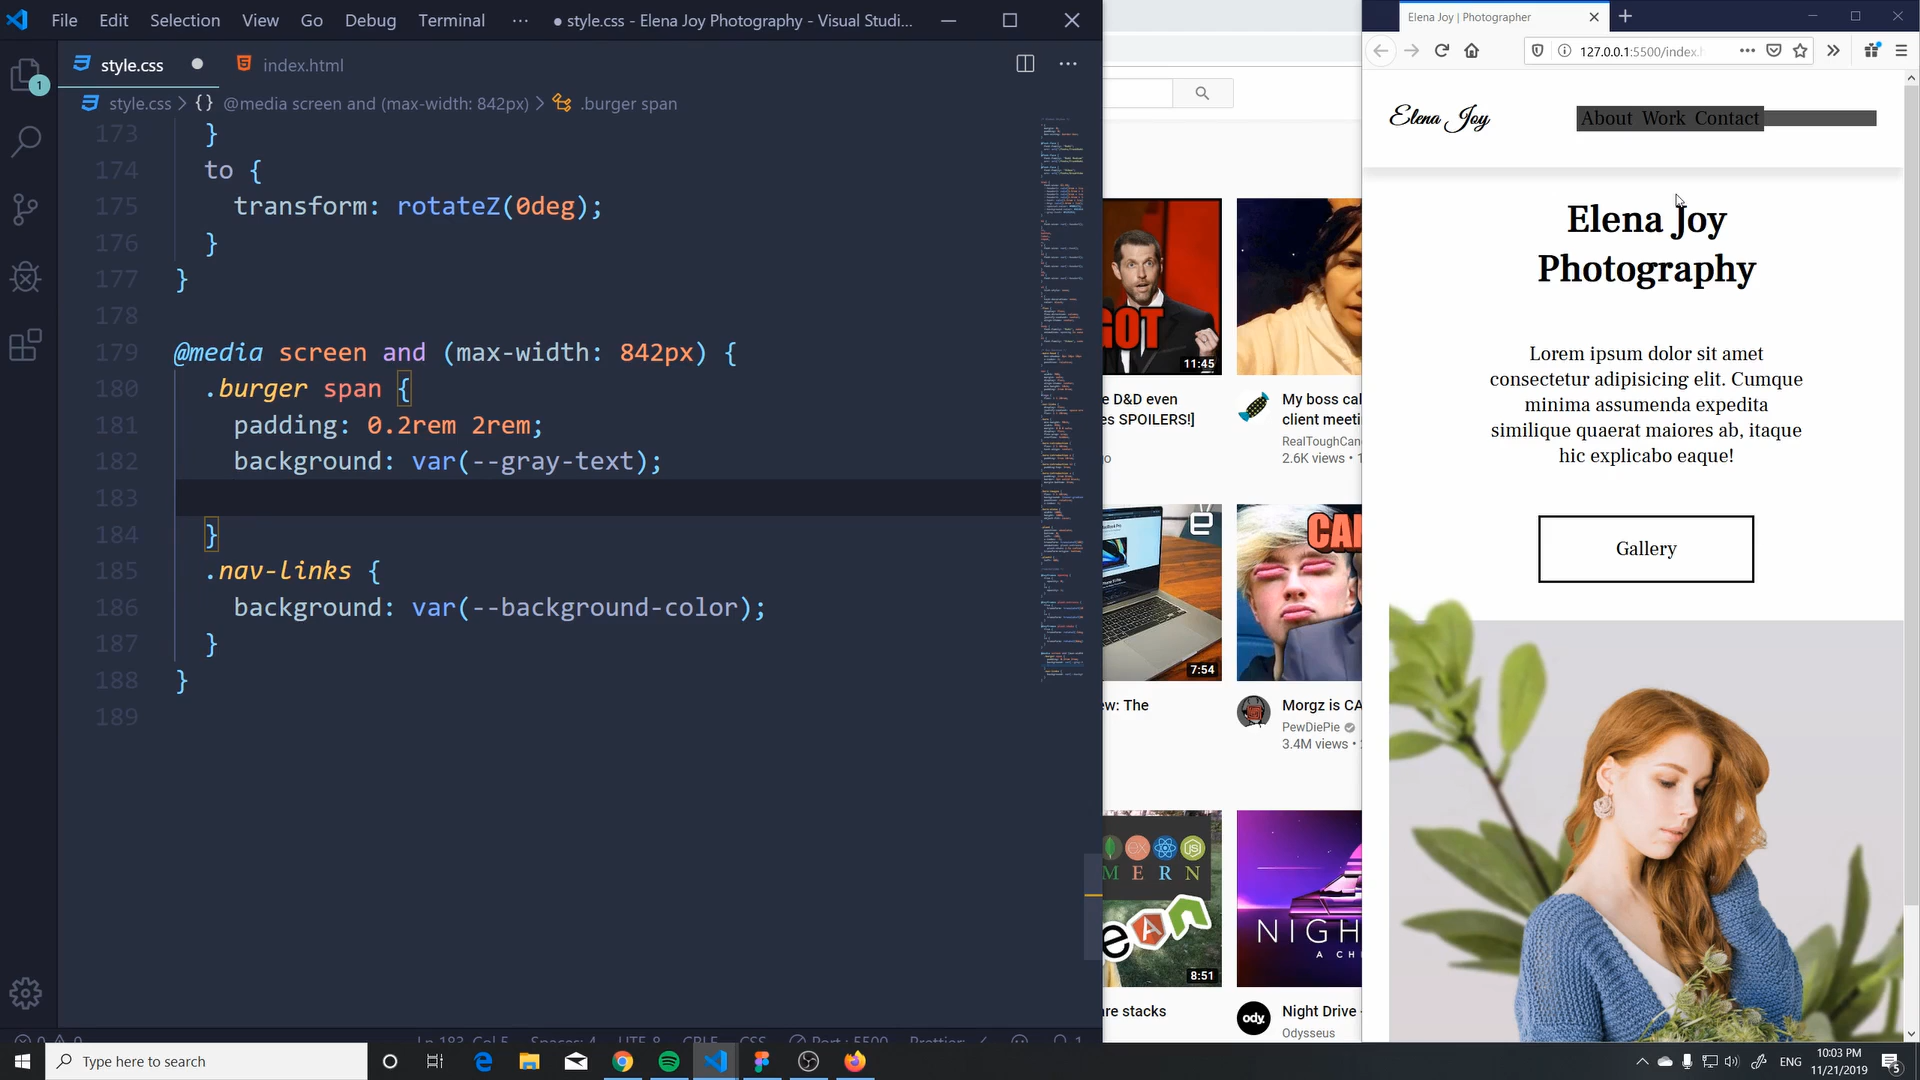 File Edit Selection View Go Debug Terminal ··· ● style.css - Elena Joy Photography - Visual Studi...
style.css ● index.html
style.css > {} @media screen and (max-width: 842px) > .burger span
1
173 }
174 to {
175 transform: rotateZ(0deg);
176 }
177 }
178
179 @media screen and (max-width: 842px) {
180 .burger span {
181 padding: 0.2rem 2rem;
182 background: var(--gray-text);
183
184 }
185 .nav-links {
186 background: var(--background-color);
187 }
188 }
189
11:45
e D&D even
es SPOILERS!]
My boss cal
client meeti
RealToughCan
2.6K views • 1
GOT
7:54
CAN
ew: The
Morgz is CA
PewDiePie
3.4M views •
M E R N
8:51
NIGH
A CHI
re stacks
ody.
Night Drive -
Odysseus
Elena Joy | Photographer
127.0.0.1:5500/index.h
Elena Joy
About Work Contact
Elena Joy
Photography
Lorem ipsum dolor sit amet
consectetur adipisicing elit. Cumque
minima assumenda expedita
similique quaerat maiores ab, itaque
hic explicabo eaque!
Gallery
Type here to search
ENG
10:03 PM
11/21/2019
5